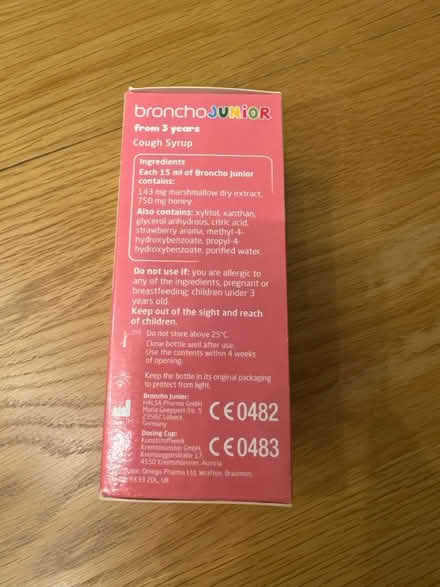 bronchoJUNIOR
from 3 years
Cough Syrup
Ingredients
Each 15 ml of Broncho Junior
contains:
143 mg marshmallow dry extract,
750 mg honey
Also contains: xylitol, xanthan,
glycerol anhydrous, citric acid,
strawberry aroma, methyl-4-
hydroxybenzoate, propyl-4-
hydroxybenzoate, purified water.
Do not use if: you are allergic to
any of the ingredients, pregnant or
breastfeeding; children under 3
years old.
Keep out of the sight and reach
of children.
Do not store above 25°C.
Close bottle well after use.
Use the contents within 4 weeks
of opening.
Keep the bottle in its original packaging
to protect from light.
Broncho Junior:
HALSA Pharma GmbH
Maria-Goeppert-Str. 5
23562 Lübeck
Germany
CE 0482
Dosing Cup:
Kunststoffwerk
Kremsmünster GmbH,
17
4550 Kremsmünster, Austria
CE 0483
Omega Pharma Ltd, Wrafton, Braunton,
EX33 2DL, UK